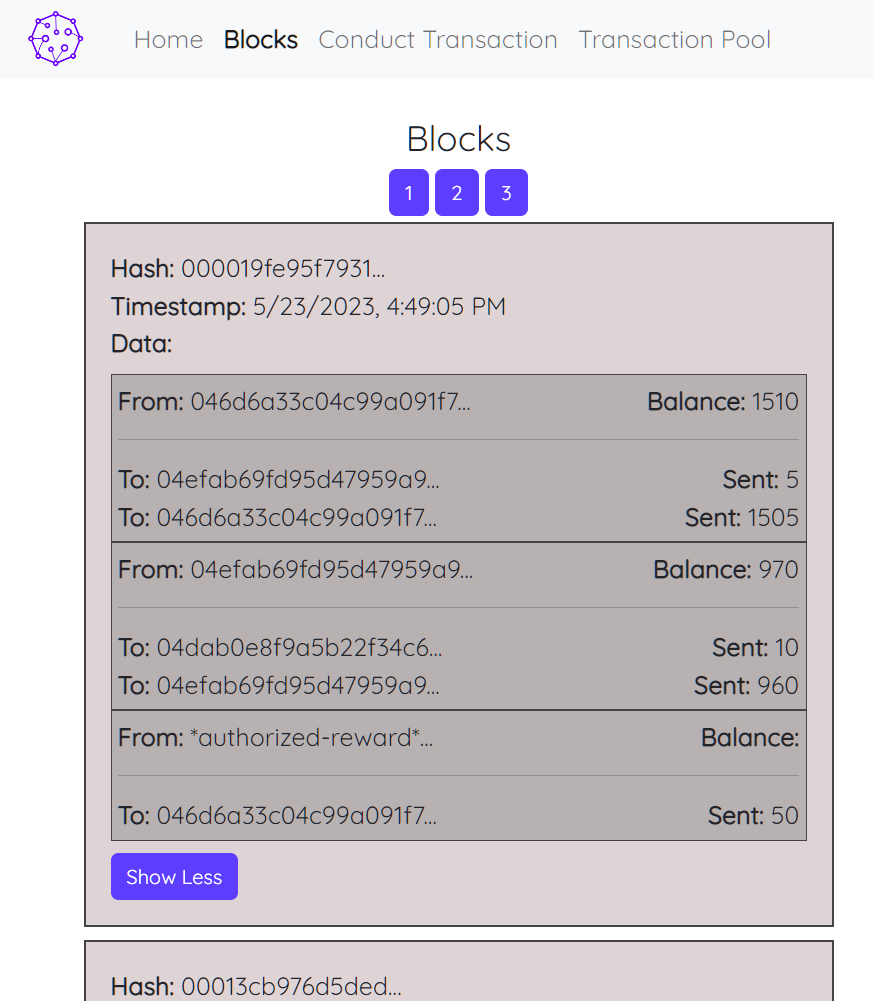 Home Blocks Conduct Transaction Transaction Pool
Blocks
1 2 3
Hash: 000019fe95f7931...
Timestamp: 5/23/2023, 4:49:05 PM
Data:
From: 046d6a33c04c99a091f7... Balance: 1510
To: 04efab69fd95d47959a9... Sent: 5
To: 046d6a33c04c99a091f7... Sent: 1505
From: 04efab69fd95d47959a9... Balance: 970
To: 04dab0e8f9a5b22f34c6... Sent: 10
To: 04efab69fd95d47959a9... Sent: 960
From: *authorized-reward*... Balance:
To: 046d6a33c04c99a091f7... Sent: 50
Show Less
Hash: 00013cb976d5ded...